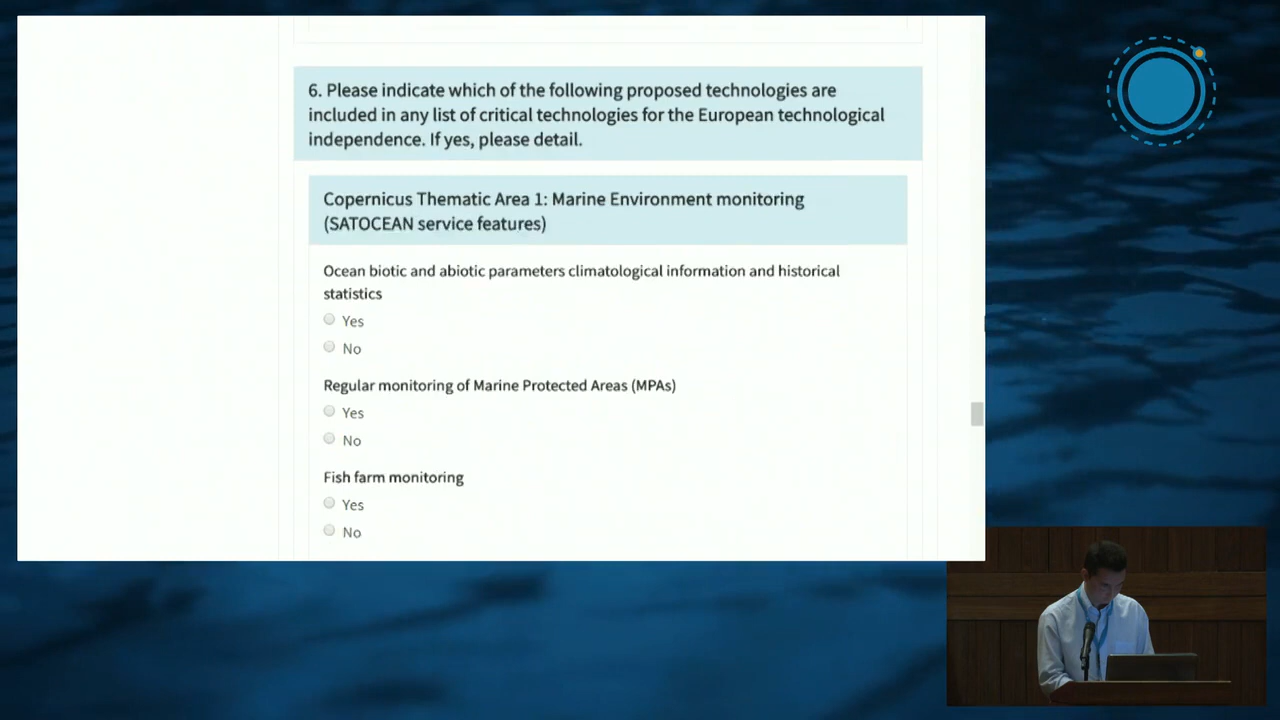 6. Please indicate which of the following proposed technologies are
included in any list of critical technologies for the European technological
independence. If yes, please detail.
Copernicus Thematic Area 1: Marine Environment monitoring
(SATOCEAN service features)
Ocean biotic and abiotic parameters climatological information and historical
statistics
Yes
No
Regular monitoring of Marine Protected Areas (MPAs)
Yes
No
Fish farm monitoring
Yes
No